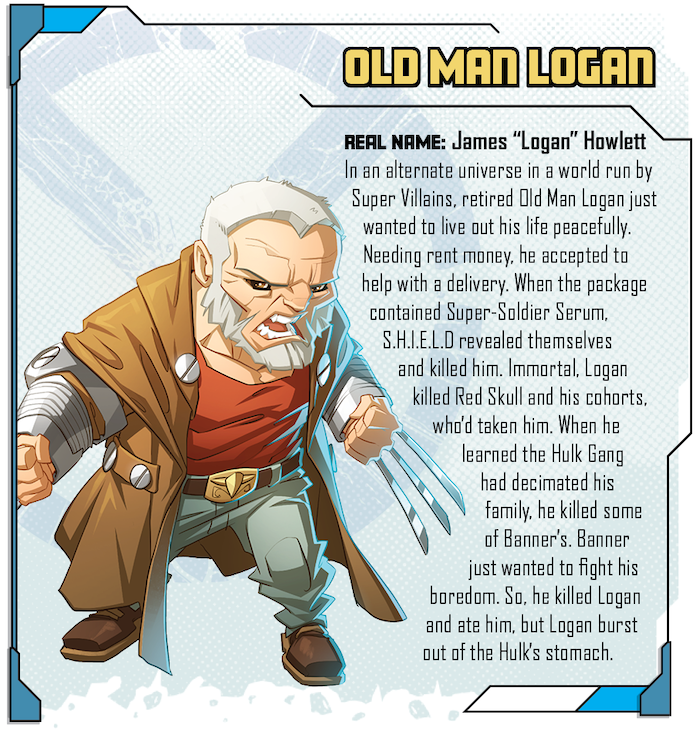 OLD MAN LOGAN
REAL NAME: James “Logan” Howlett
In an alternate universe in a world run by
Super Villains, retired Old Man Logan just
wanted to live out his life peacefully.
Needing rent money, he accepted to
help with a delivery. When the package
contained Super-Soldier Serum,
S.H.I.E.L.D revealed themselves
and killed him. Immortal, Logan
killed Red Skull and his cohorts,
who’d taken him. When he
learned the Hulk Gang
had decimated his
family, he killed some
of Banner’s. Banner
just wanted to fight his
boredom. So, he killed Logan
and ate him, but Logan burst
out of the Hulk’s stomach.